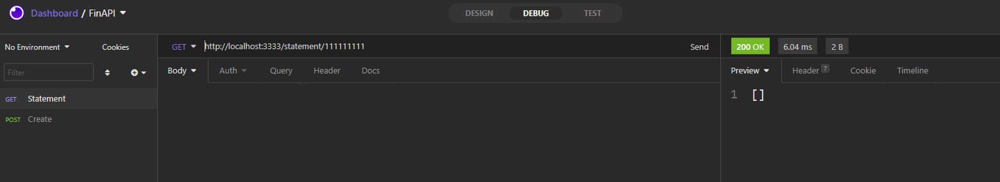 Dashboard / FinAPI
DESIGN DEBUG TEST
No Environment Cookies
GET http://localhost:3333/statement/111111111 Send
200 OK 6.04 ms 2 B
Filter
Body Auth Query Header Docs
Preview Header 7 Cookie Timeline
GET Statement
POST Create
1 []